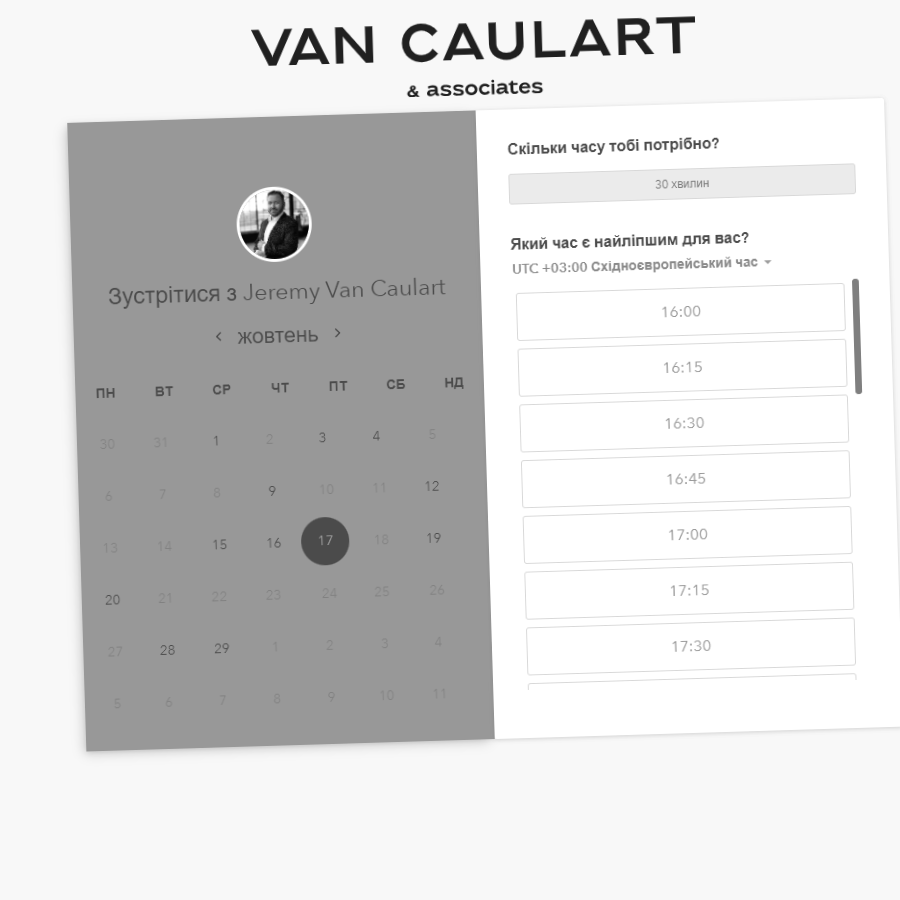 VAN CAULART
& associates
Зустрітися з Jeremy Van Caulart
жовтень
ПН ВТ СР ЧТ ПТ СБ НД
30 31 1 2 3 4 5
6 7 8 9 10 11 12
13 14 15 16 17 18 19
20 21 22 23 24 25 26
27 28 29 1 2 3 4
5 6 7 8 9 10 11
Скільки часу тобі потрібно?
30 хвилин
Який час є найліпшим для вас?
UTC +03:00 Східноєвропейський час
16:00
16:15
16:30
16:45
17:00
17:15
17:30